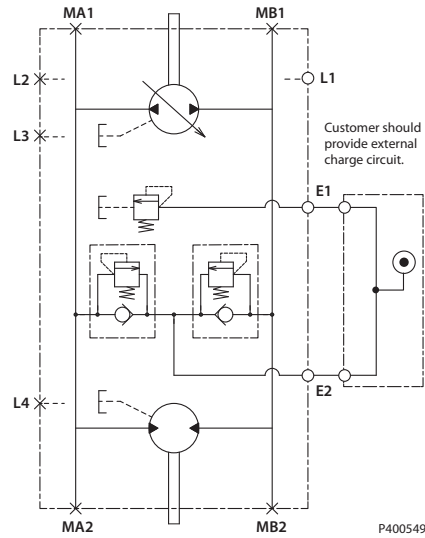 MA1
MB1
L2
L1
L3
Customer should
provide external
charge circuit.
E1
L4
E2
MA2
MB2
P400549